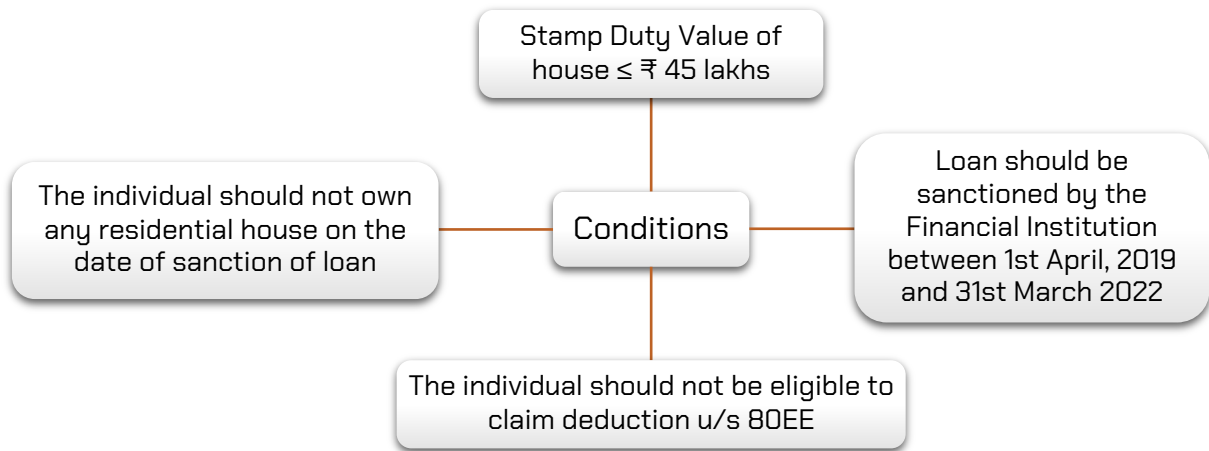 Stamp Duty Value of
house ≤ ₹ 45 lakhs
The individual should not own
any residential house on the
date of sanction of loan
Conditions
Loan should be
sanctioned by the
Financial Institution
between 1st April, 2019
and 31st March 2022
The individual should not be eligible to
claim deduction u/s 80EE